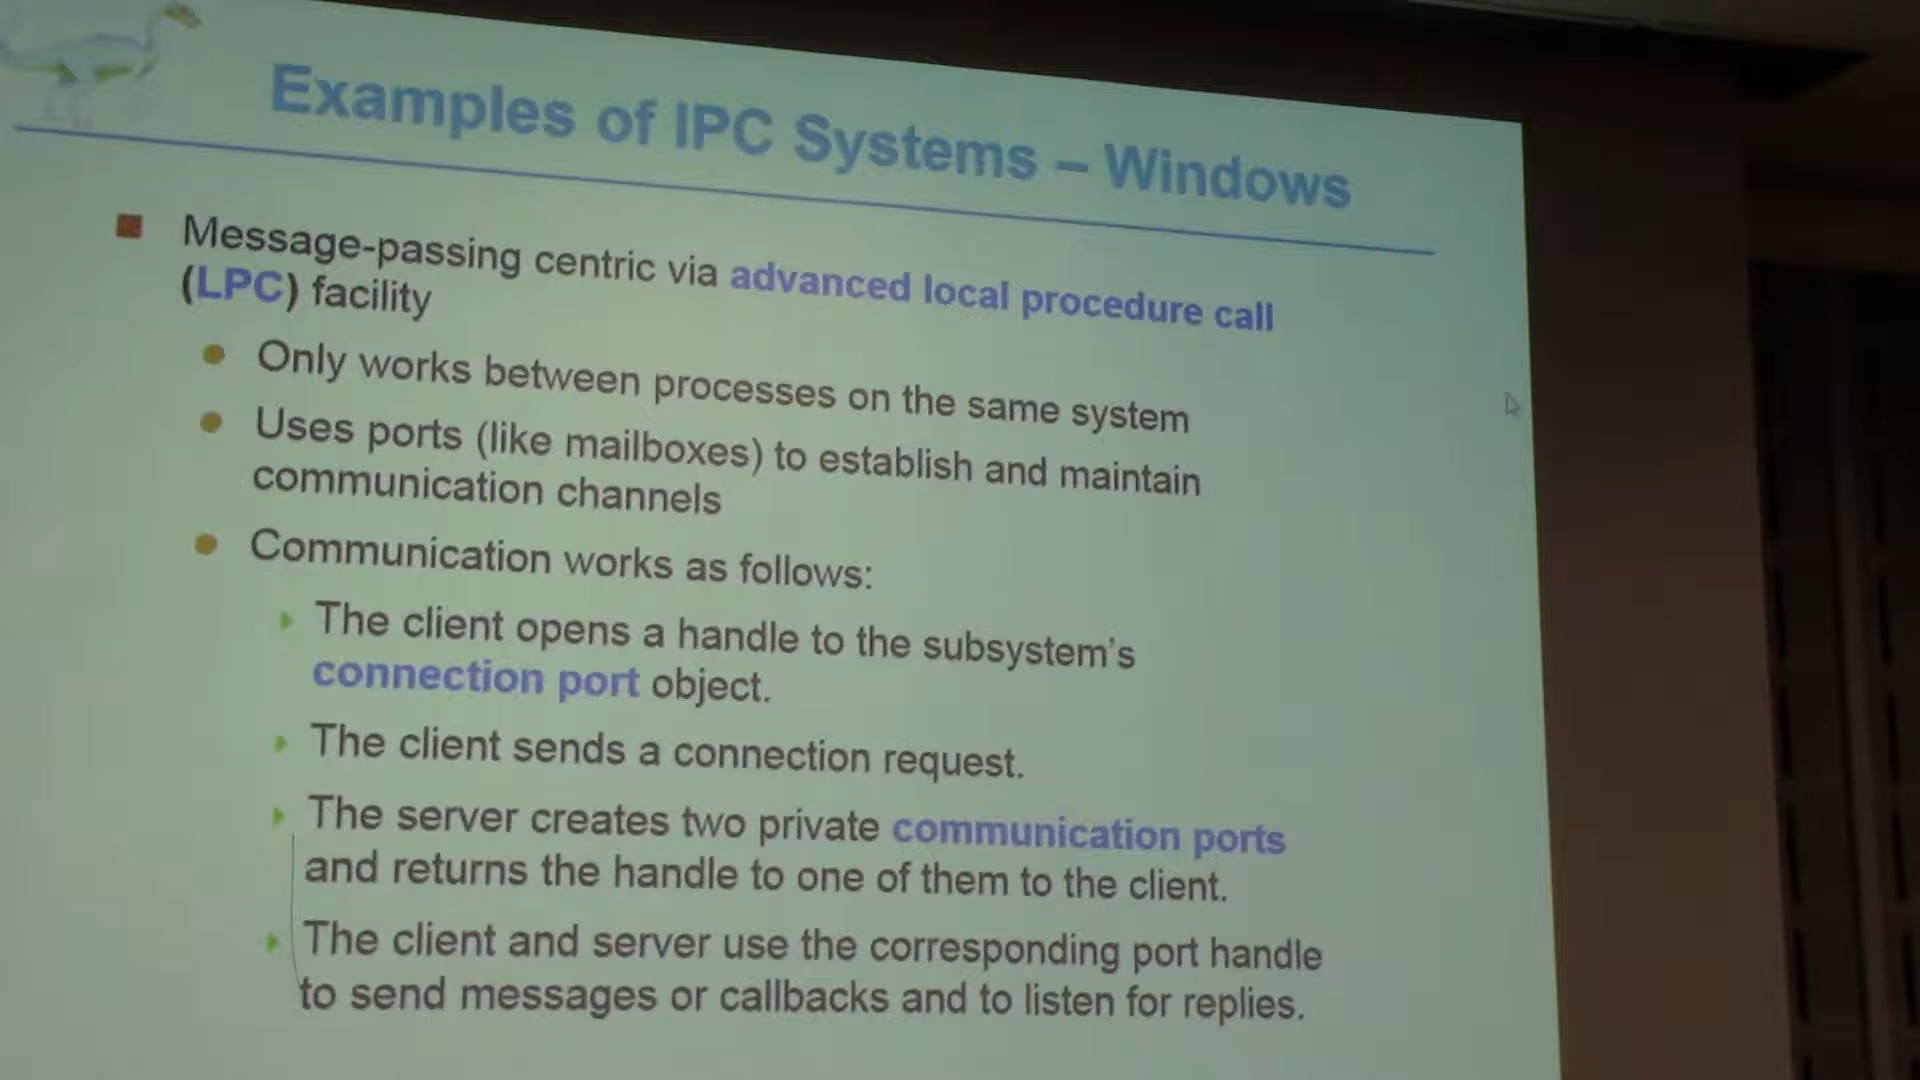 Examples of IPC Systems – Windows
Message-passing centric via advanced local procedure call
(LPC) facility
Only works between processes on the same system
Uses ports (like mailboxes) to establish and maintain
communication channels
Communication works as follows:
The client opens a handle to the subsystem's
connection port object.
The client sends a connection request.
The server creates two private communication ports
and returns the handle to one of them to the client.
The client and server use the corresponding port handle
to send messages or callbacks and to listen for replies.